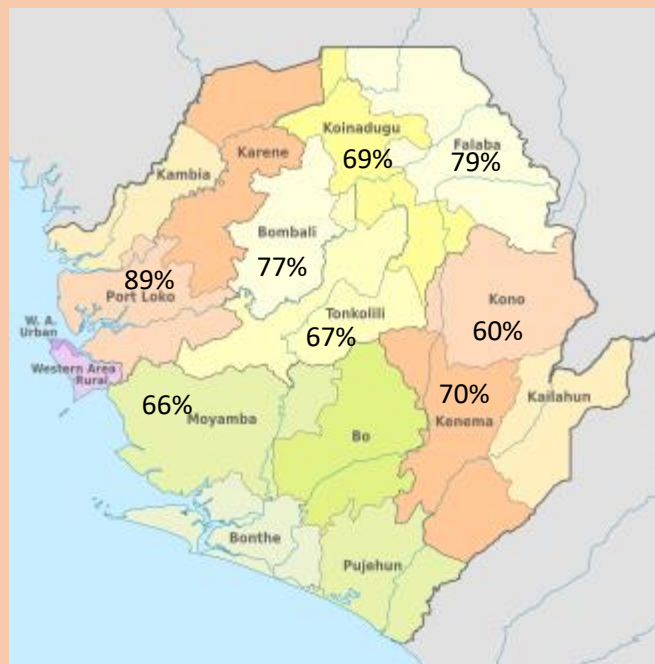 Koinadugu
69%
Falaba
79%
Karene
Kambia
Bombali
77%
89%
Port Loko
Kono
60%
Tonkolili
67%
W. A.
Urban
Western Area
Rural
70%
Kenema
Kailahun
66%
Moyamba
Bo
Bonthe
Pujehun